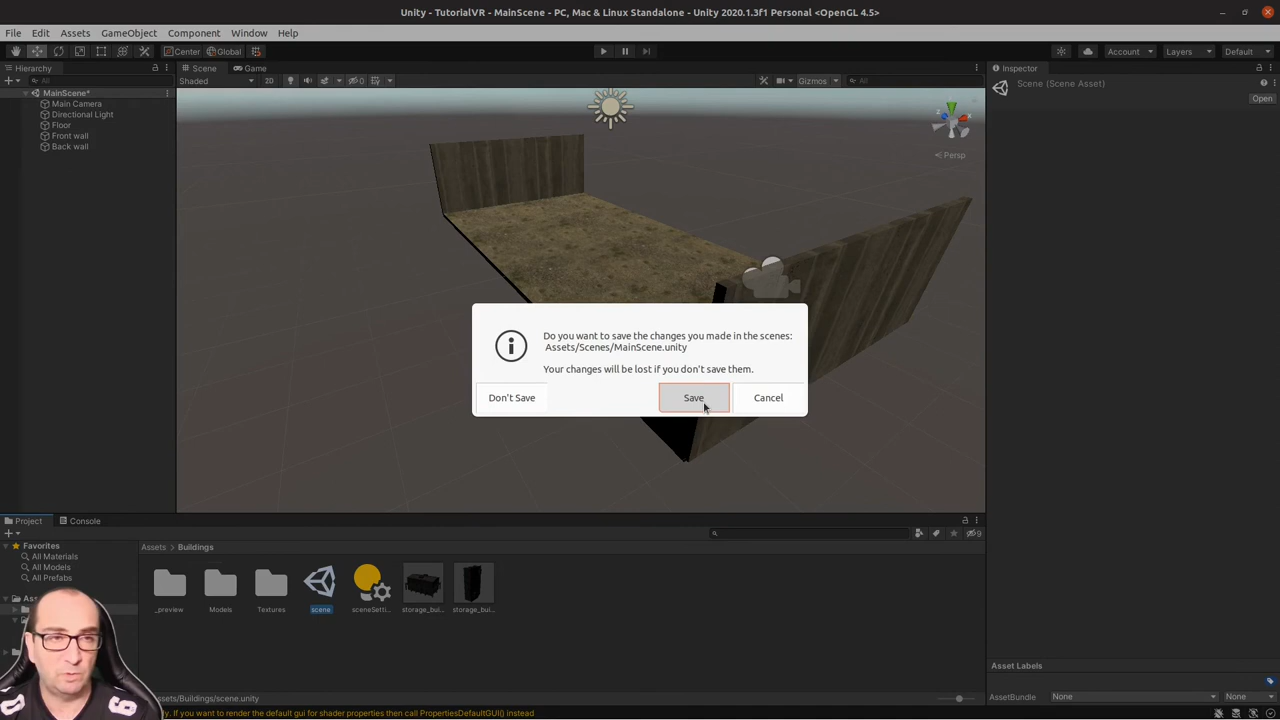 Unity - TutorialVR - MainScene - PC, Mac & Linux Standalone - Unity 2020.1.3f1 Personal <OpenGL 4.5>
File Edit Assets GameObject Component Window Help
Center Global Account Layers Default
Hierarchy Scene Game Inspector
All Shaded 2D 0 Gizmos All Scene (Scene Asset)
MainScene* Open
Main Camera
Directional Light
Floor
Front wall
Back wall
Persp
Do you want to save the changes you made in the scenes:
Assets/Scenes/MainScene.unity
Your changes will be lost if you don't save them.
Don't Save Save Cancel
Project Console
9
Favorites Assets > Buildings
All Materials
All Models
All Prefabs
_preview Models Textures scene sceneSetti... storage_bui... storage_bui...
Asset Labels
Assets/Buildings/scene.unity AssetBundle None None
If you want to render the default gui for shader properties then call PropertiesDefaultGUI() instead